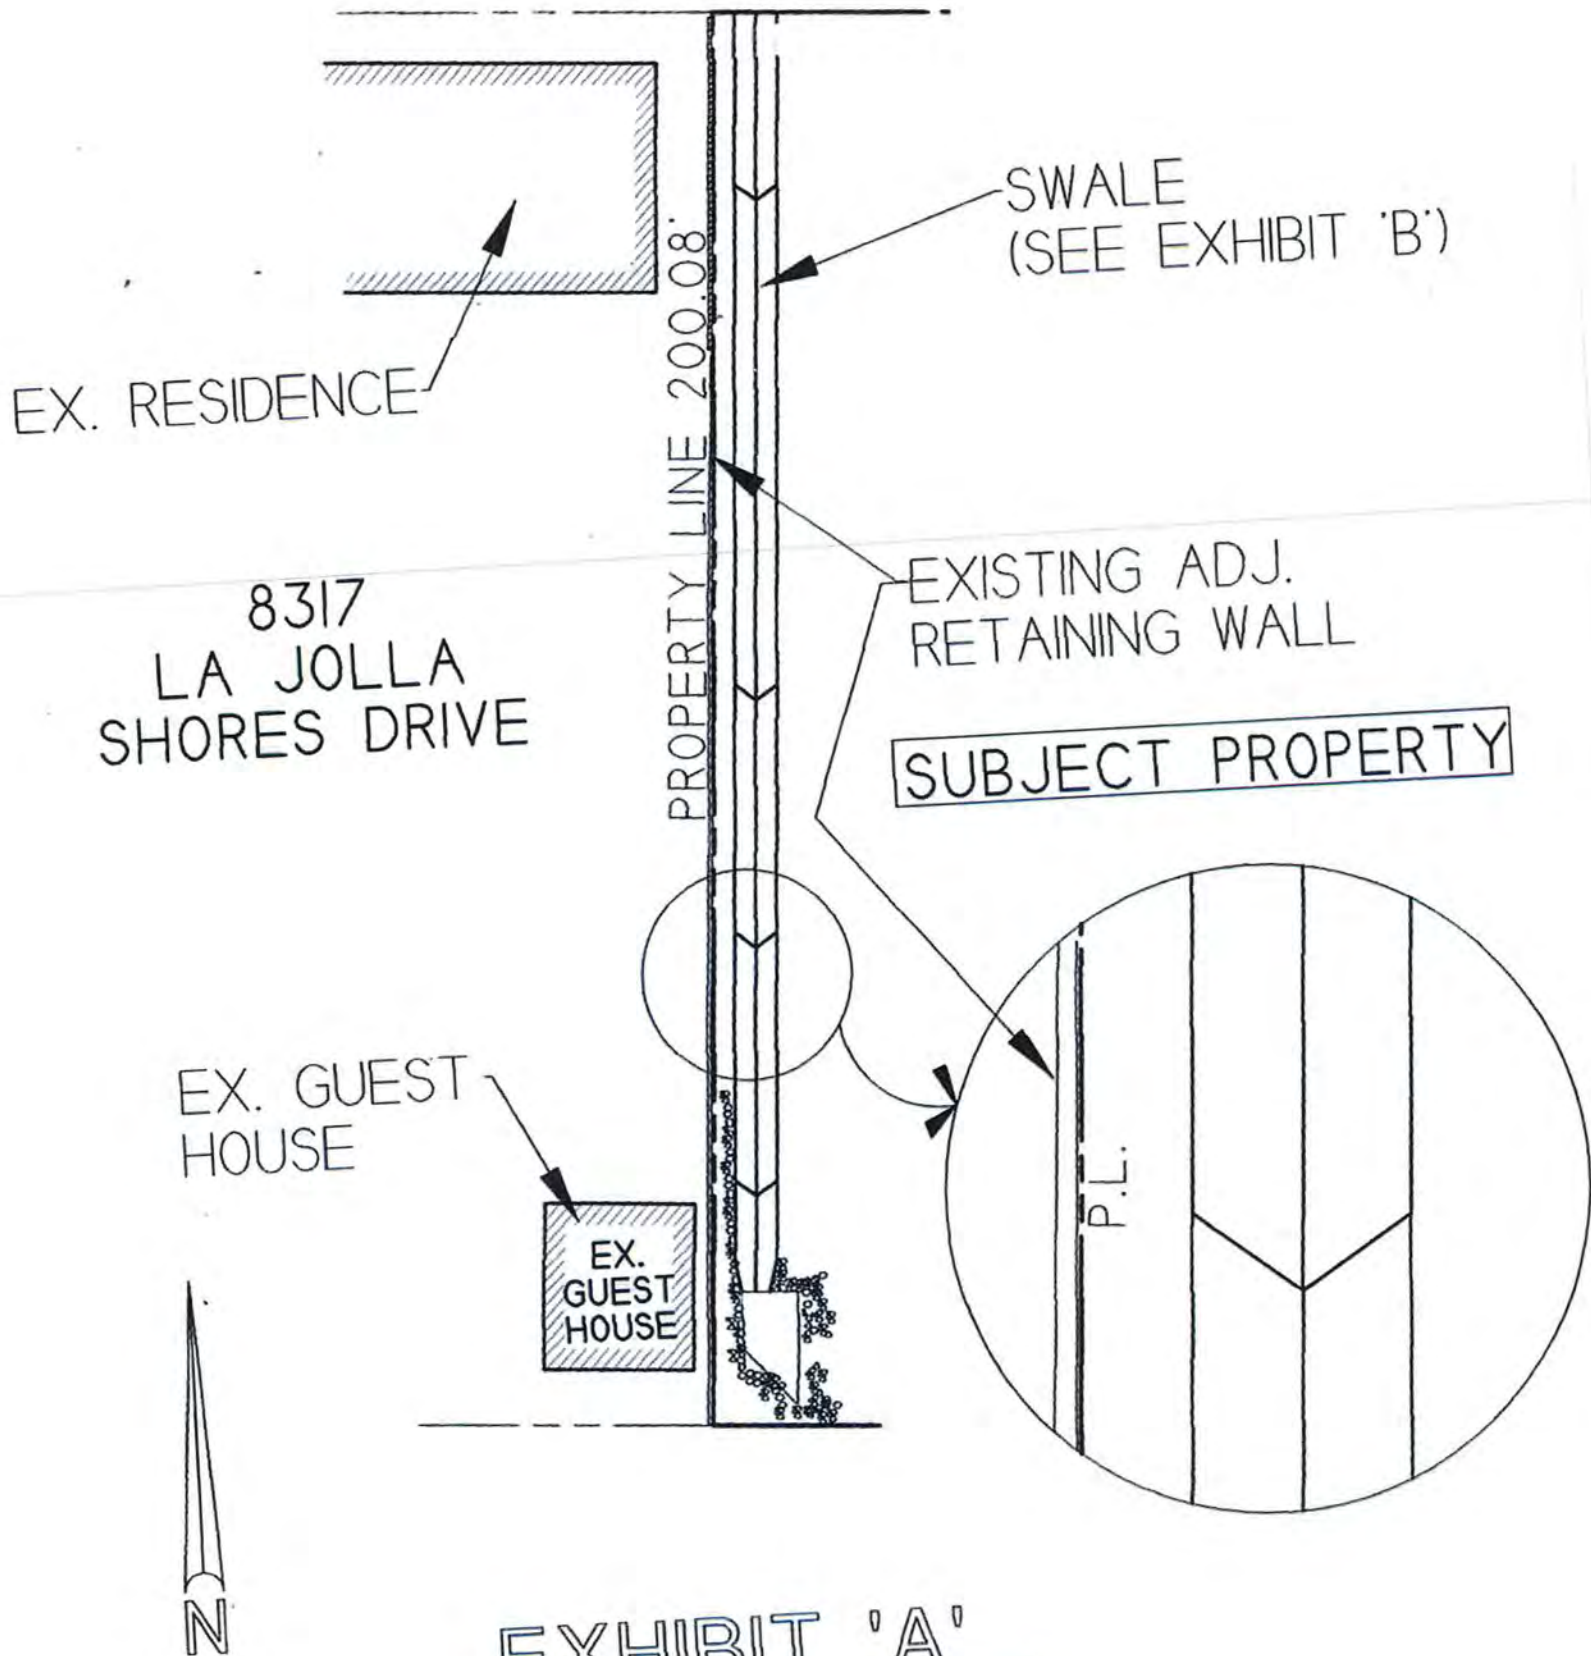 SWALE
(SEE EXHIBIT 'B')
PROPERTY LINE 200.08'
EX. RESIDENCE
EXISTING ADJ.
RETAINING WALL
8317
LA JOLLA
SHORES DRIVE
SUBJECT PROPERTY
EX. GUEST
HOUSE
P.L.
EX.
GUEST
HOUSE
N
EXHIBIT 'A'